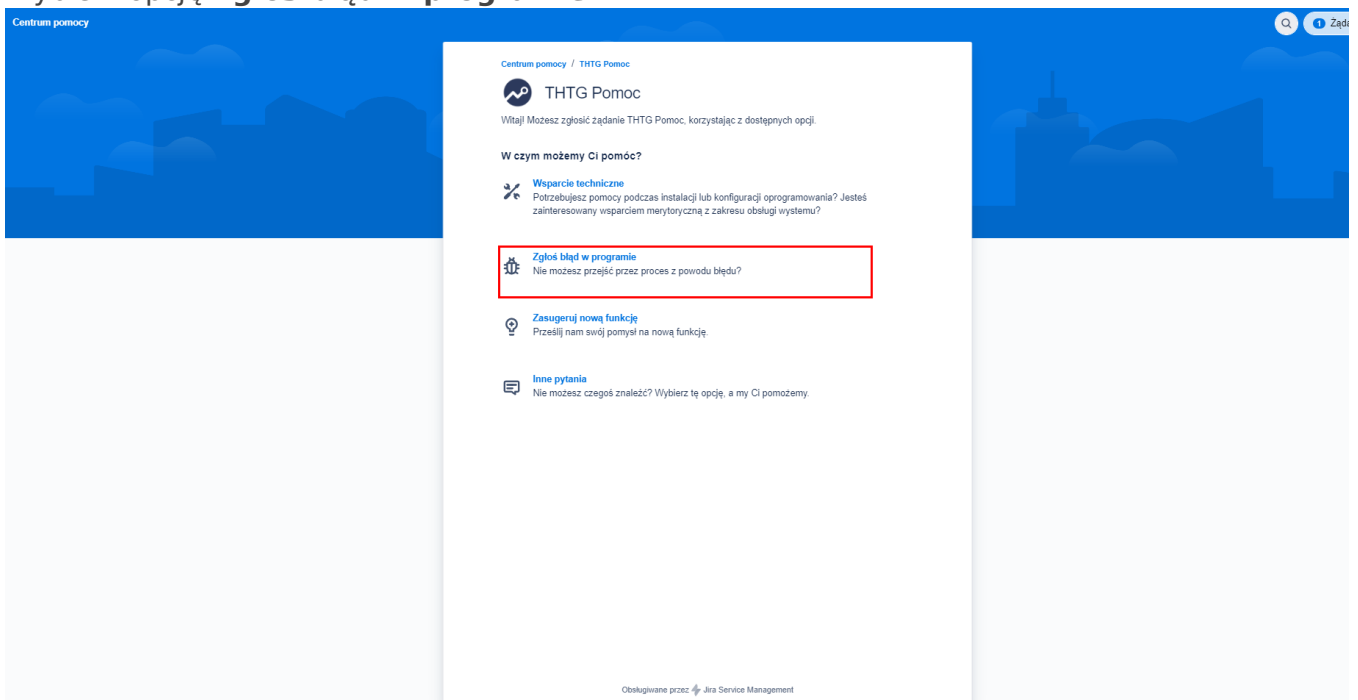 Centrum pomocy
1 Żąda
Centrum pomocy / THTG Pomoc
THTG Pomoc
Witaj! Możesz zgłosić żądanie THTG Pomoc, korzystając z dostępnych opcji.
W czym możemy Ci pomóc?
Wsparcie techniczne
Potrzebujesz pomocy podczas instalacji lub konfiguracji oprogramowania? Jesteś
zainteresowany wsparciem merytoryczną z zakresu obsługi wystemu?
Zgłoś błąd w programie
Nie możesz przejść przez proces z powodu błędu?
Zasugeruj nową funkcję
Prześlij nam swój pomysł na nową funkcję.
Inne pytania
Nie możesz czegoś znaleźć? Wybierz tę opcję, a my Ci pomożemy.
Obsługiwane przez Jira Service Management